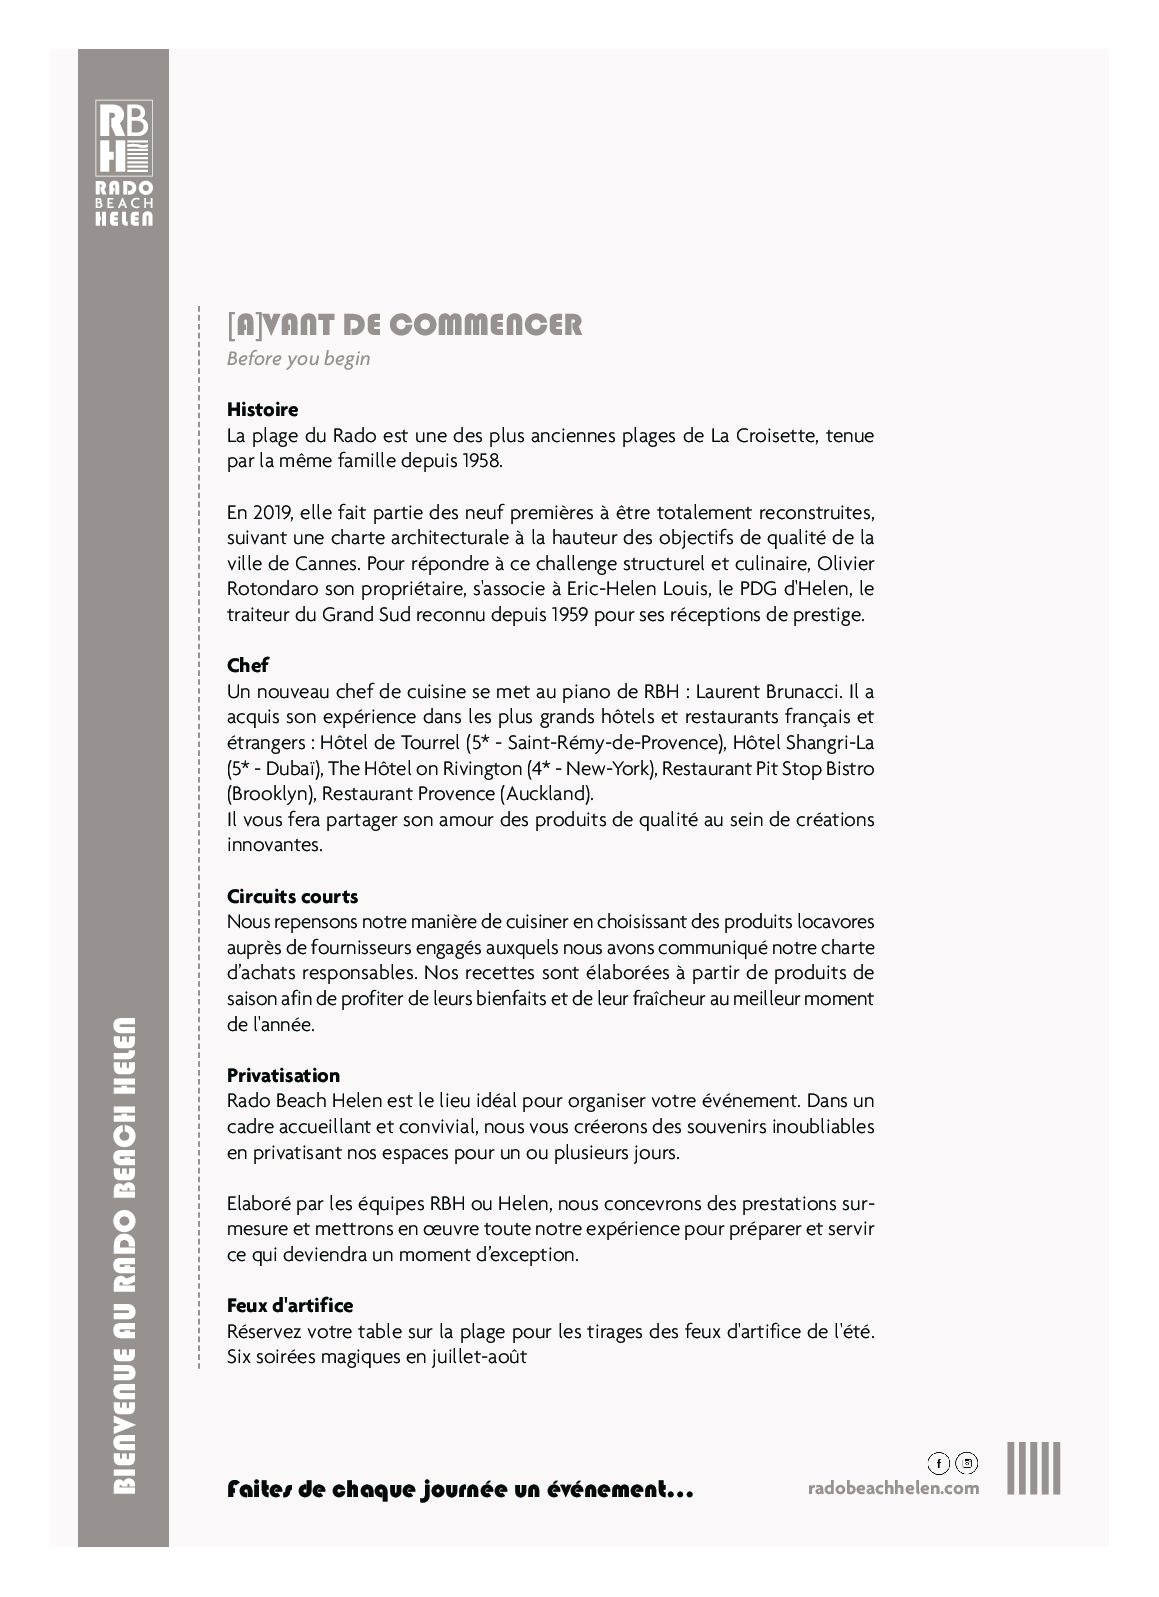 RB
H
RADO
BEACH
HELEN
BIENVENUE AU RADO BEACH HELEN
[A]VANT DE COMMENCER
Before you begin
Histoire
La plage du Rado est une des plus anciennes plages de La Croisette, tenue
par la même famille depuis 1958.
En 2019, elle fait partie des neuf premières à être totalement reconstruites,
suivant une charte architecturale à la hauteur des objectifs de qualité de la
ville de Cannes. Pour répondre à ce challenge structurel et culinaire, Olivier
Rotondaro son propriétaire, s'associe à Eric-Helen Louis, le PDG d'Helen, le
traiteur du Grand Sud reconnu depuis 1959 pour ses réceptions de prestige.
Chef
Un nouveau chef de cuisine se met au piano de RBH : Laurent Brunacci. Il a
acquis son expérience dans les plus grands hôtels et restaurants français et
étrangers : Hôtel de Tourrel (5* - Saint-Rémy-de-Provence), Hôtel Shangri-La
(5* - Dubaï), The Hôtel on Rivington (4* - New-York), Restaurant Pit Stop Bistro
(Brooklyn), Restaurant Provence (Auckland).
Il vous fera partager son amour des produits de qualité au sein de créations
innovantes.
Circuits courts
Nous repensons notre manière de cuisiner en choisissant des produits locavores
auprès de fournisseurs engagés auxquels nous avons communiqué notre charte
d’achats responsables. Nos recettes sont élaborées à partir de produits de
saison afin de profiter de leurs bienfaits et de leur fraîcheur au meilleur moment
de l'année.
Privatisation
Rado Beach Helen est le lieu idéal pour organiser votre événement. Dans un
cadre accueillant et convivial, nous vous créerons des souvenirs inoubliables
en privatisant nos espaces pour un ou plusieurs jours.
Elaboré par les équipes RBH ou Helen, nous concevrons des prestations sur-
mesure et mettrons en œuvre toute notre expérience pour préparer et servir
ce qui deviendra un moment d’exception.
Feux d'artifice
Réservez votre table sur la plage pour les tirages des feux d'artifice de l'été.
Six soirées magiques en juillet-août
Faites de chaque journée un événement...
radobeachhelen.com